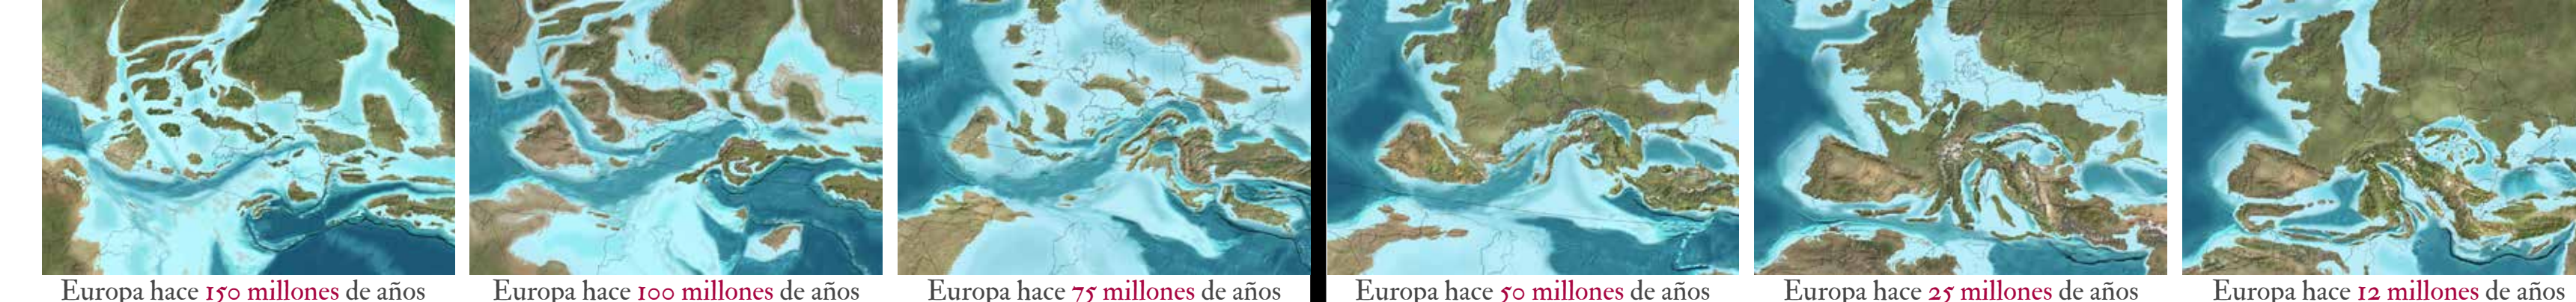 Europa hace 150 millones de años
Europa hace 100 millones de años
Europa hace 75 millones de años
Europa hace 50 millones de años
Europa hace 25 millones de años
Europa hace 12 millones de años